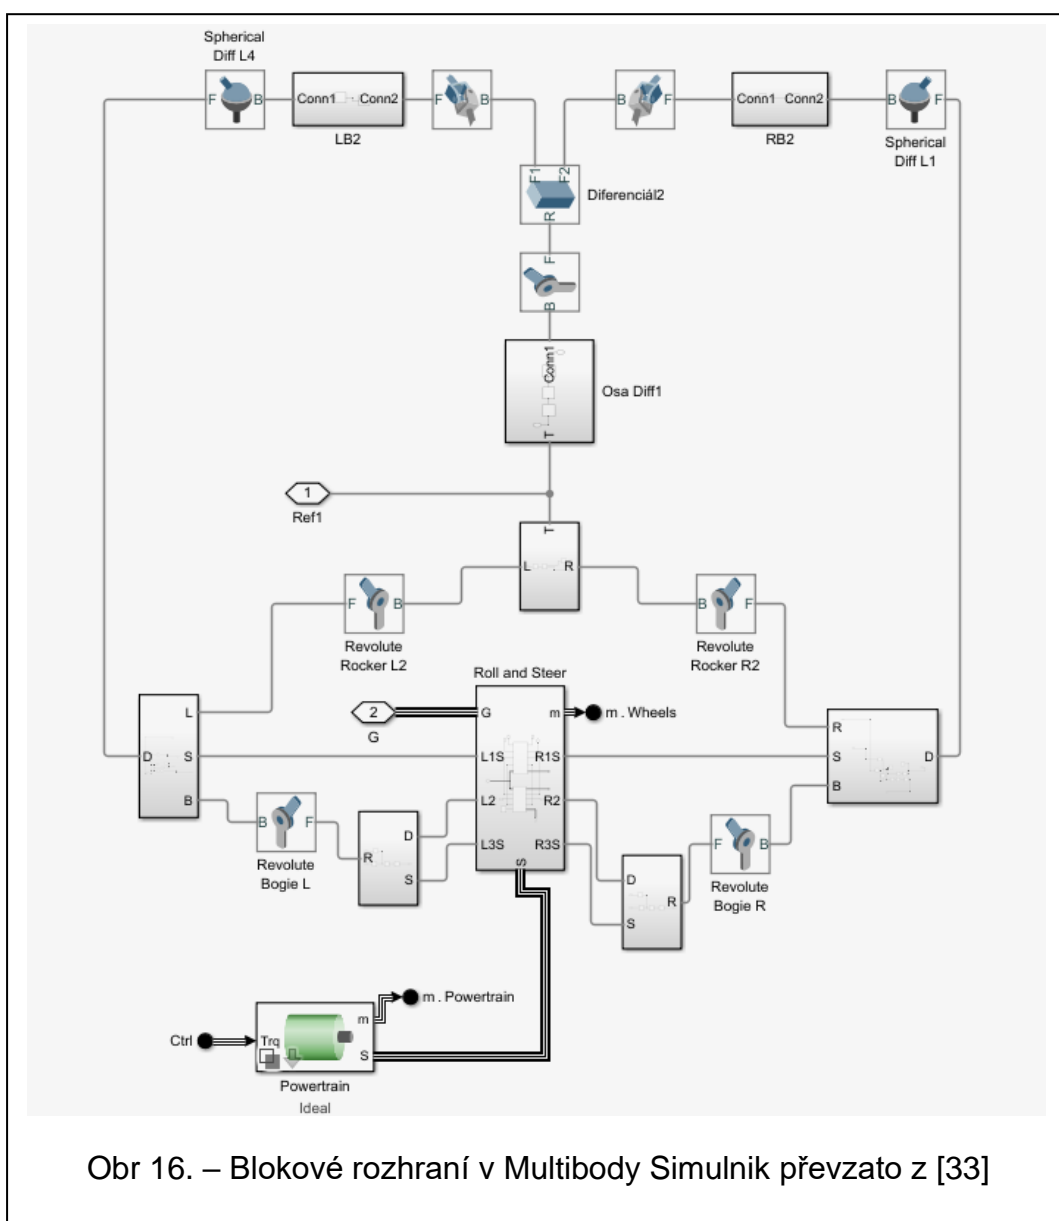 Spherical
Diff L4
F
B
Conn1
Conn2
LB2
F
B
B
F
Conn1
Conn2
RB2
B
F
Spherical
Diff L1
F1
F2
R
Diferenciál2
F
B
Conn1
T
Osa Diff1
1
Ref1
T
L
R
F
B
Revolute
Rocker L2
B
F
Revolute
Rocker R2
Roll and Steer
2
G
G
m
m . Wheels
L1S
R1S
L2
R2
L3S
R3S
S
L
D
S
B
R
S
D
B
B
F
Revolute
Bogie L
R
D
S
F
B
Revolute
Bogie R
D
R
S
m . Powertrain
Ctrl
Trq
m
S
Powertrain
Ideal
Obr 16. – Blokové rozhraní v Multibody Simulnik převzato z [33]